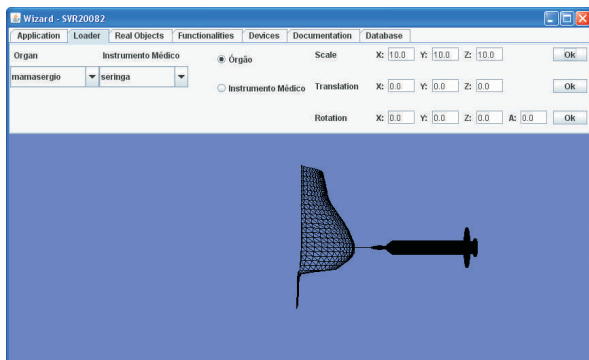 Wizard - SVR20082
Application Loader Real Objects Functionalities Devices Documentation Database
Organ Instrumento Médico Órgão Scale X: 10.0 Y: 10.0 Z: 10.0 Ok
mamasergio seringa
Instrumento Médico Translation X: 0.0 Y: 0.0 Z: 0.0 Ok
Rotation X: 0.0 Y: 0.0 Z: 0.0 A: 0.0 Ok